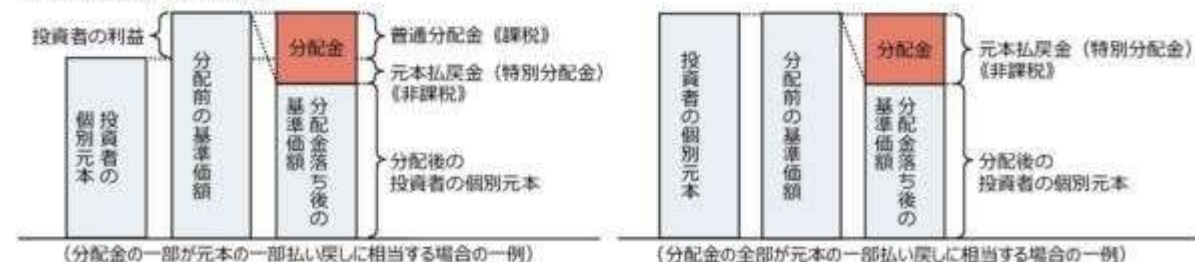 投資者の利益
投資者の
個別元本
分配前の基準価額
分配金
分配金落ち後の
基準価額
普通分配金《課税》
元本払戻金（特別分配金）
《非課税》
分配後の
投資者の個別元本
（分配金の一部が元本の一部払い戻しに相当する場合の一例）
投資者の個別元本
分配前の基準価額
分配金
分配金落ち後の
基準価額
元本払戻金（特別分配金）
《非課税》
分配後の
投資者の個別元本
（分配金の全部が元本の一部払い戻しに相当する場合の一例）